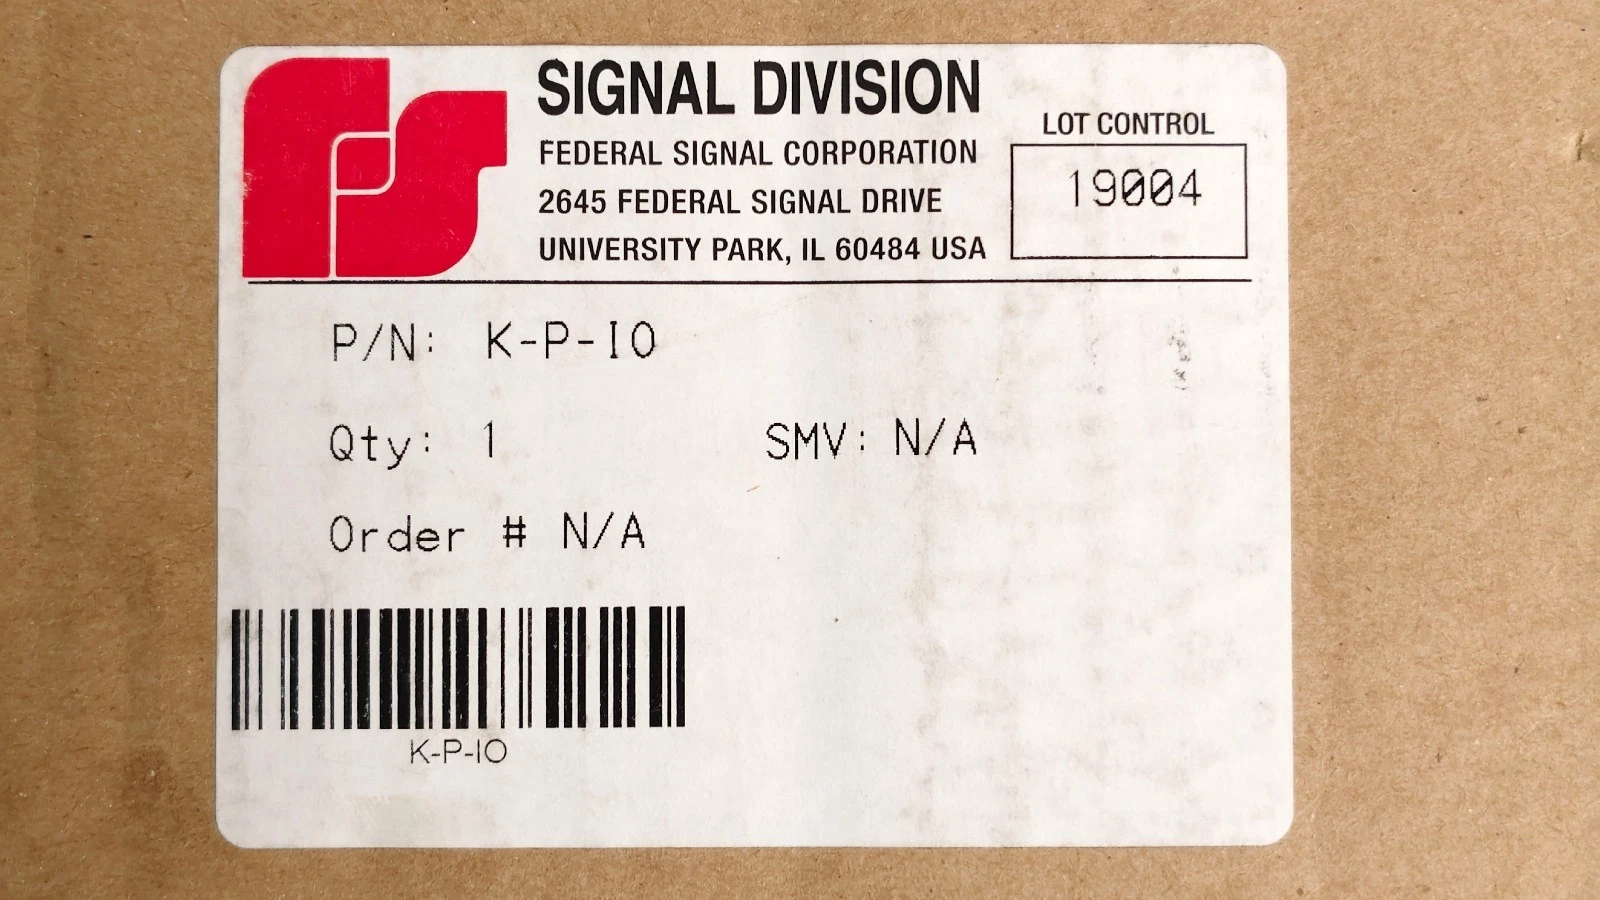 SIGNAL DIVISION
FEDERAL SIGNAL CORPORATION
2645 FEDERAL SIGNAL DRIVE
UNIVERSITY PARK, IL 60484 USA
LOT CONTROL
19004
P/N: K-P-IO
Qty: 1
SMV: N/A
Order # N/A
K-P-IO